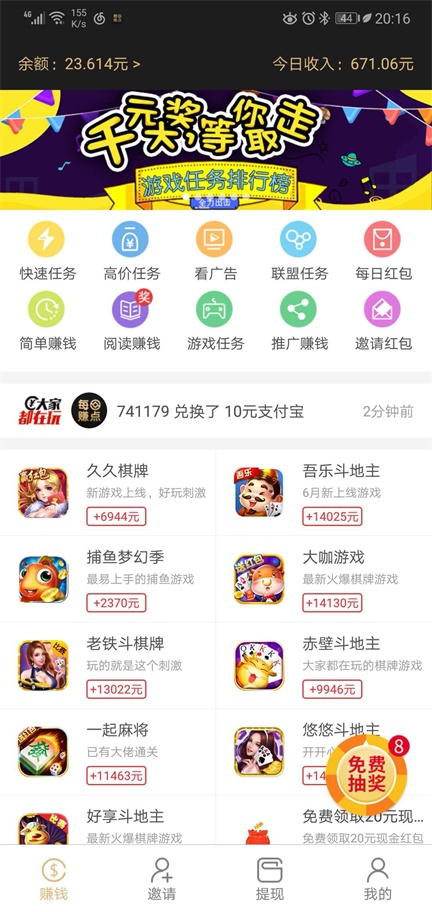 4G 155 K/s 44 20:16
余额：23.614元 > 今日收入：671.06元
千元大奖,等你取走
游戏任务排行榜
全力出击
快速任务 高价任务 看广告 联盟任务 每日红包
奖
简单赚钱 阅读赚钱 游戏任务 推广赚钱 邀请红包
大家都在玩 每日赚点 741179 兑换了 10元支付宝 2分钟前
久久棋牌 吾乐斗地主
新游戏上线，好玩刺激 6月新上线游戏
+6944元 +14025元
捕鱼梦幻季 大咖游戏
最易上手的捕鱼游戏 最新火爆棋牌游戏
+2370元 +14130元
老铁斗棋牌 赤壁斗地主
玩的就是这个刺激 大家都在玩的棋牌游戏
+13022元 +9946元
一起麻将 悠悠斗地主
已有大佬通关 开开心
+11463元 +14
免费抽奖 8
好享斗地主 免费领取20元现...
最新火爆棋牌游戏 免费领取20元现金红包
赚钱 邀请 提现 我的